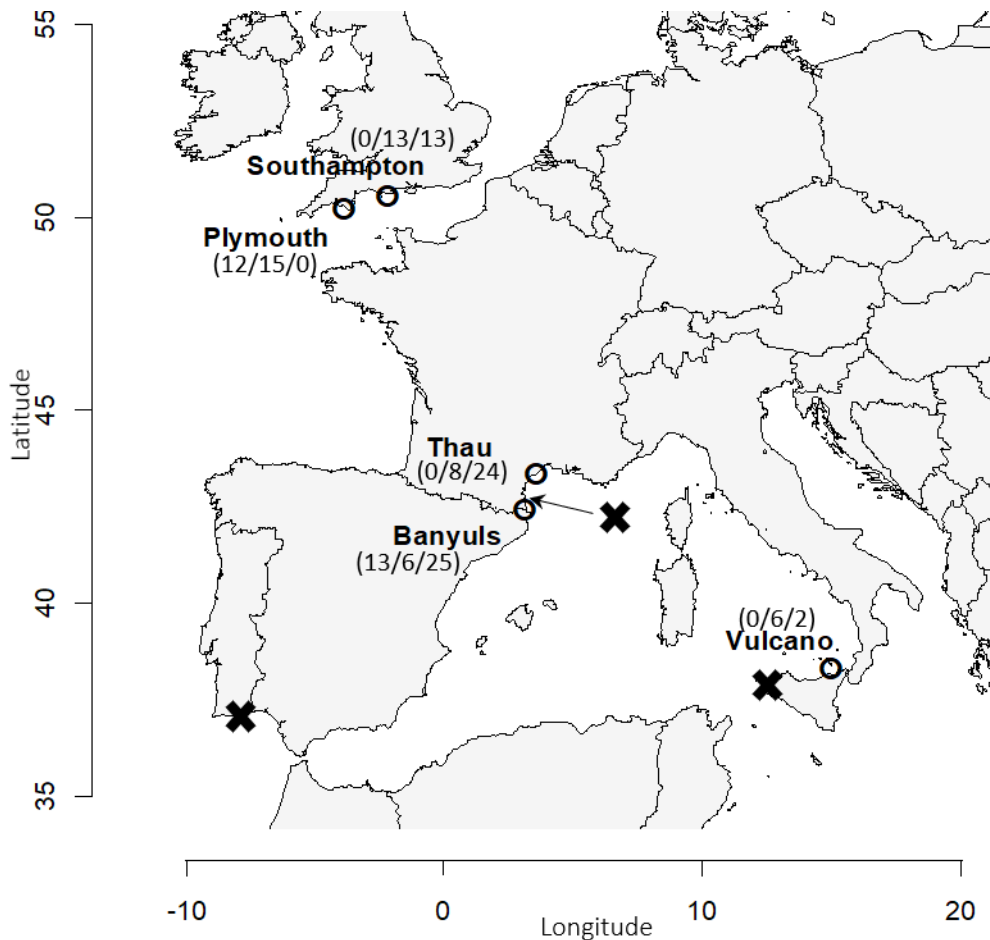 55
(0/13/13)
Southampton
50
Plymouth
(12/15/0)
45
Latitude
Thau
(0/8/24)
Banyuls
(13/6/25)
40
(0/6/2)
Vulcano
35
-10
0
10
20
Longitude